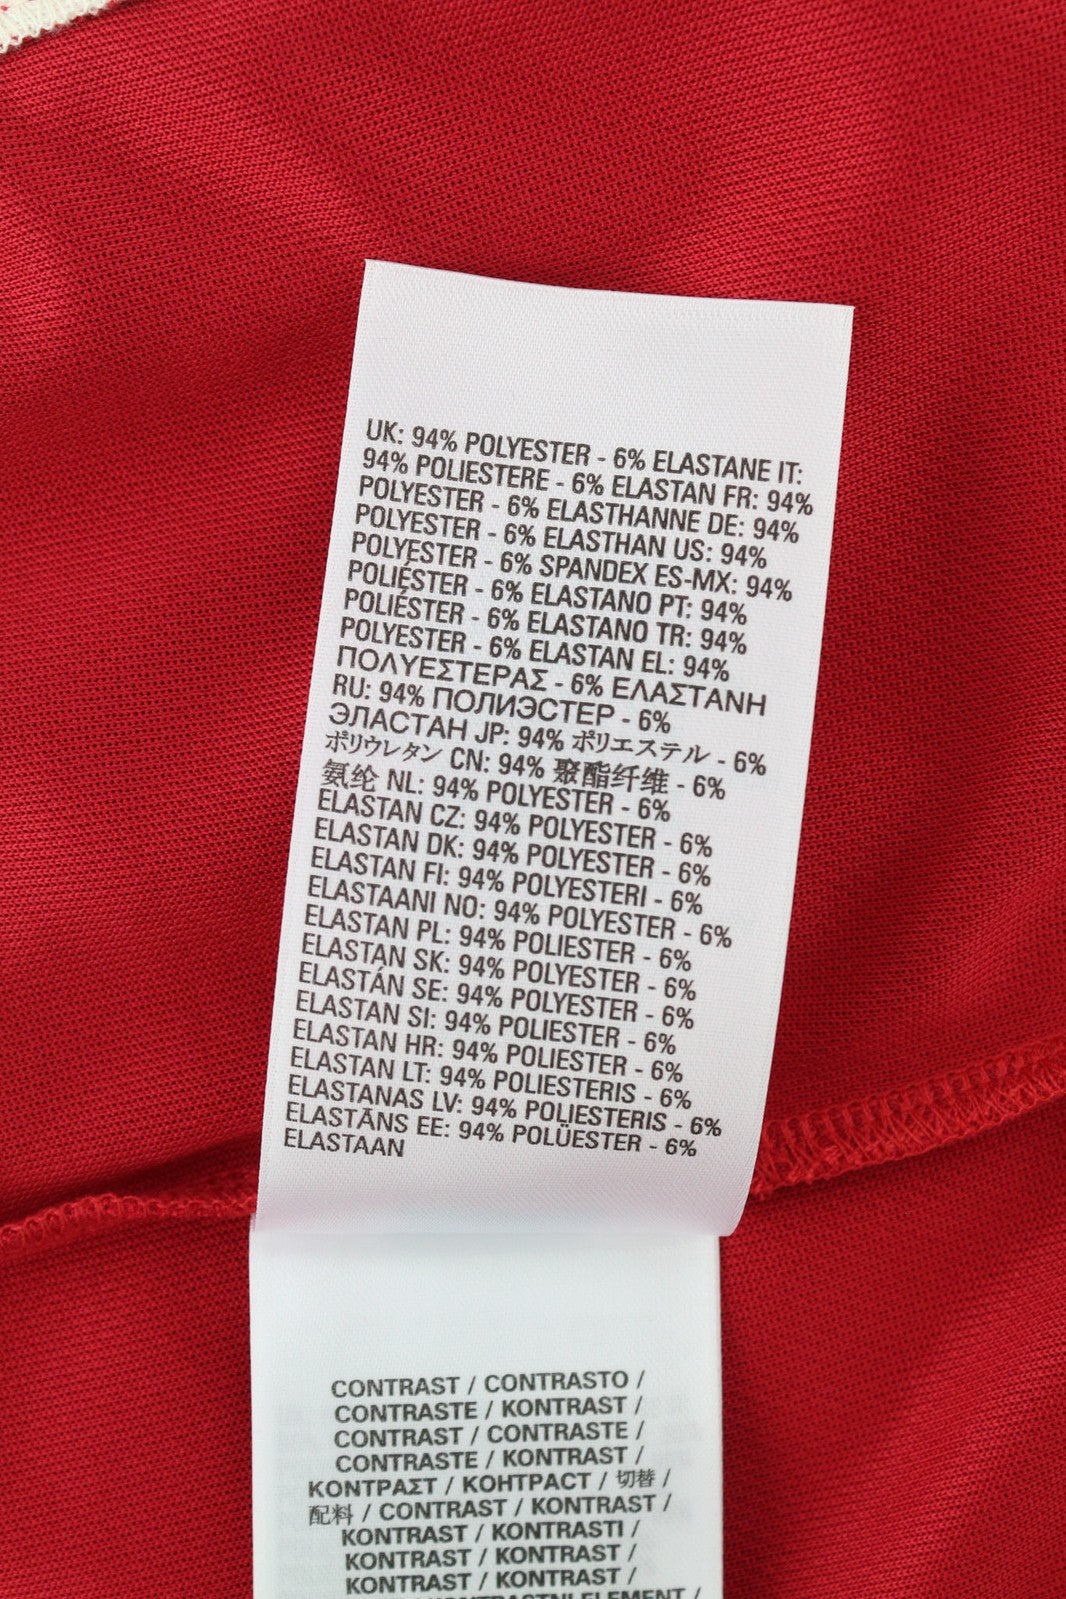 UK: 94% POLYESTER - 6% ELASTANE IT:
94% POLIESTERE - 6% ELASTAN FR: 94%
POLYESTER - 6% ELASTHANNE DE: 94%
POLYESTER - 6% ELASTHAN US: 94%
POLYESTER - 6% SPANDEX ES-MX: 94%
POLIÉSTER - 6% ELASTANO PT: 94%
POLIÉSTER - 6% ELASTANO TR: 94%
POLYESTER - 6% ELASTAN EL: 94%
ΠΟΛΥΕΣΤΕΡΑΣ - 6% ΕΛΑΣΤΑΝΗ
RU: 94% ПОЛИЭСТЕР - 6%
ЭЛАСТАН JP: 94% ポリエステル - 6%
ポリウレタン CN: 94% 聚酯纤维 - 6%
氨纶 NL: 94% POLYESTER - 6%
ELASTAN CZ: 94% POLYESTER - 6%
ELASTAN DK: 94% POLYESTER - 6%
ELASTAN FI: 94% POLYESTERI - 6%
ELASTAANI NO: 94% POLYESTER - 6%
ELASTAN PL: 94% POLIESTER - 6%
ELASTAN SK: 94% POLYESTER - 6%
ELASTÁN SE: 94% POLYESTER - 6%
ELASTAN SI: 94% POLIESTER - 6%
ELASTAN HR: 94% POLIESTER - 6%
ELASTAN LT: 94% POLIESTERIS - 6%
ELASTANAS LV: 94% POLIESTERIS - 6%
ELASTĀNS EE: 94% POLÜESTER - 6%
ELASTAAN
CONTRAST / CONTRASTO /
CONTRASTE / KONTRAST /
CONTRAST / CONTRASTE /
CONTRASTE / KONTRAST /
ΚΟΝΤΡΑΣΤ / КОНТРАСТ / 切替 /
配料 / CONTRAST / KONTRAST /
KONTRAST / KONTRASTI /
KONTRAST / KONTRAST /
KONTRAST / KONTRAST /
KONTRASTNI ELEMENT /